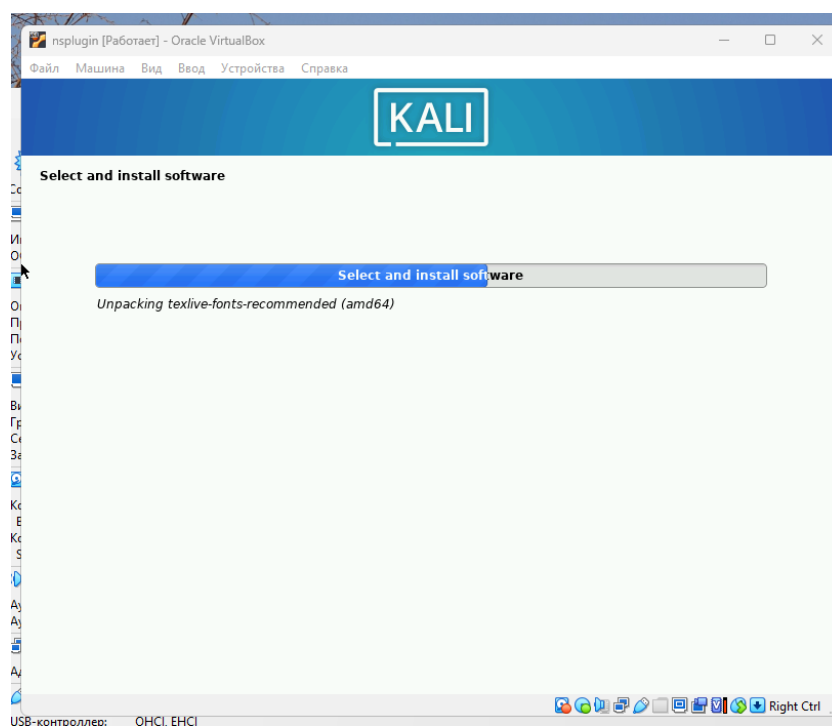 nsplugin [Работает] - Oracle VirtualBox
Файл Машина Вид Ввод Устройства Справка
KALI
Select and install software
Select and install software
Unpacking texlive-fonts-recommended (amd64)
Right Ctrl
USB-контроллер: OHCI, EHCI